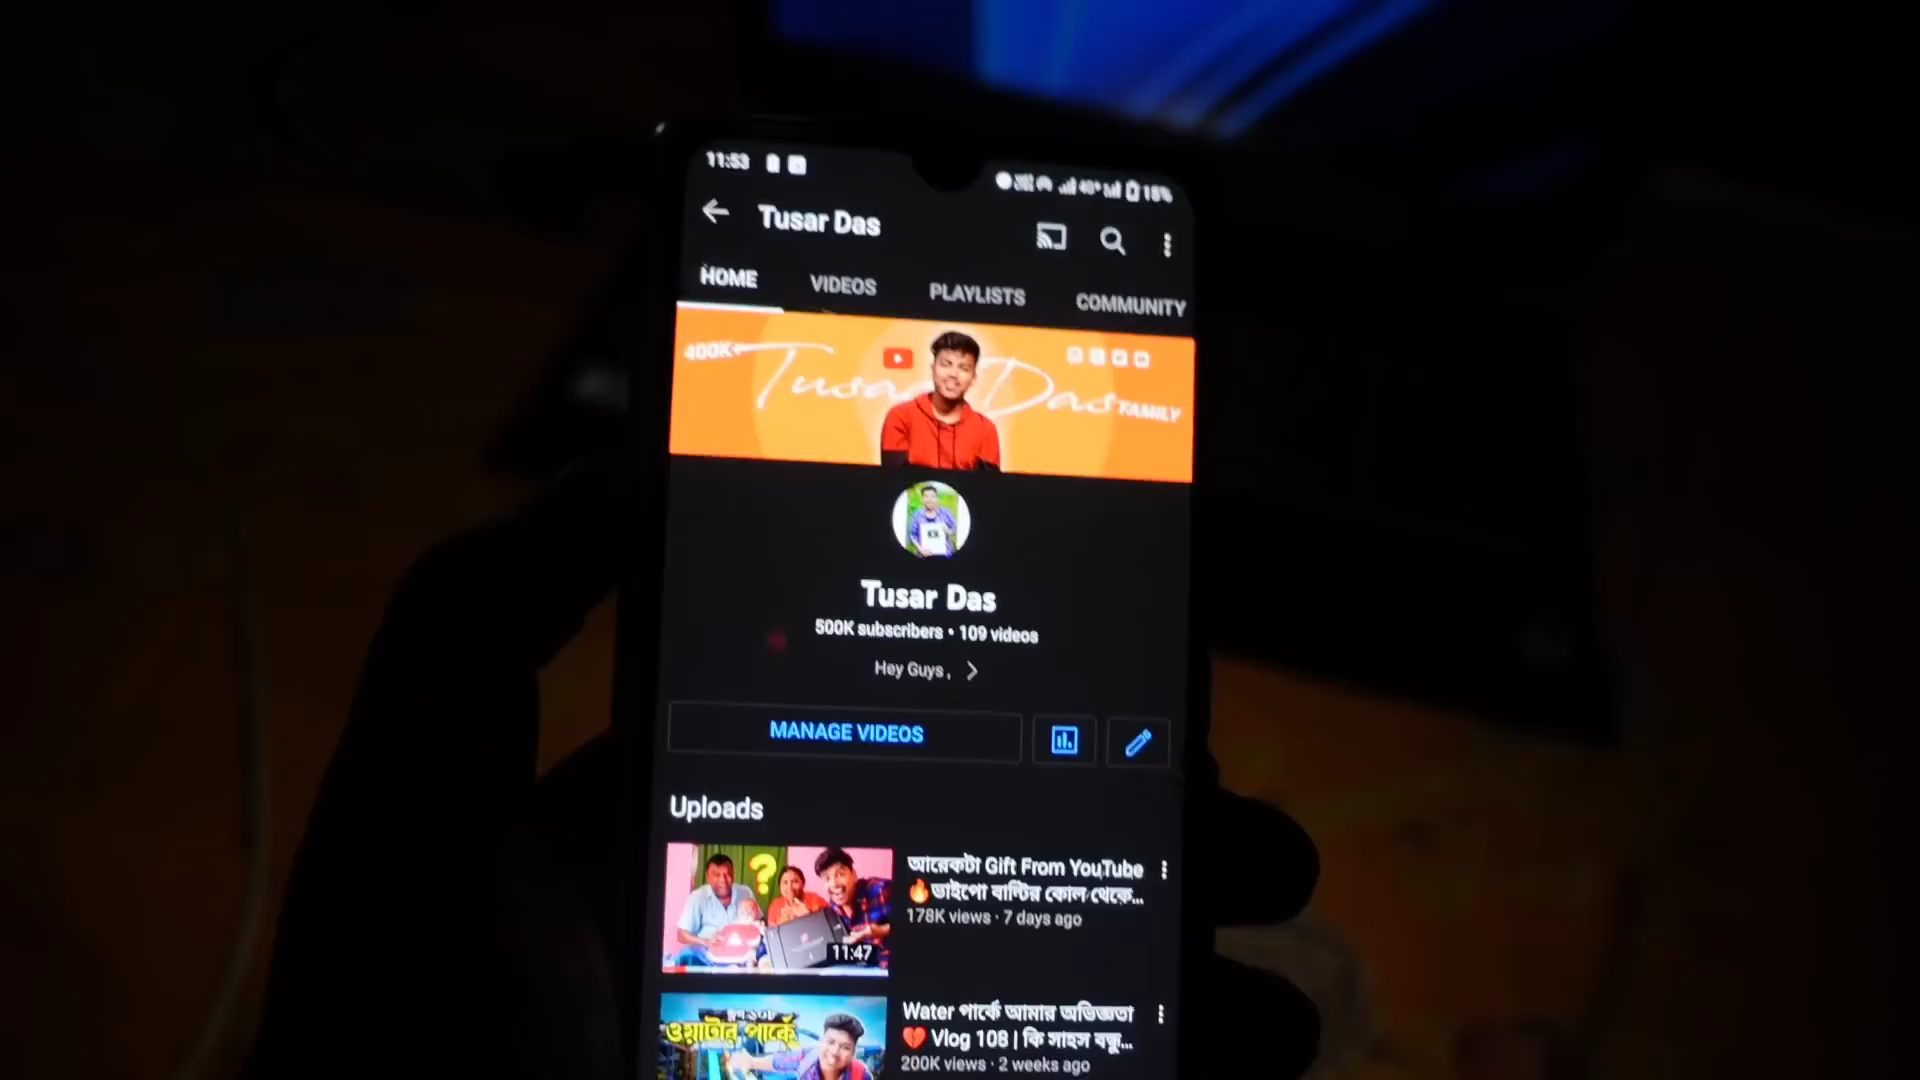 11:53
15%
Tusar Das
HOME VIDEOS PLAYLISTS COMMUNITY
400K
Tusar Das
FAMILY
Tusar Das
500K subscribers • 109 videos
Hey Guys ,
MANAGE VIDEOS
Uploads
আরেকটা Gift From YouTube
🔥ভাইপো বান্টির কোল থেকে...
178K views · 7 days ago
?
11:47
Water পার্কে আমার অভিজ্ঞতা
💔 Vlog 108 | কি সাহস বন্ধু...
200K views · 2 weeks ago
ওয়াটার পার্কে